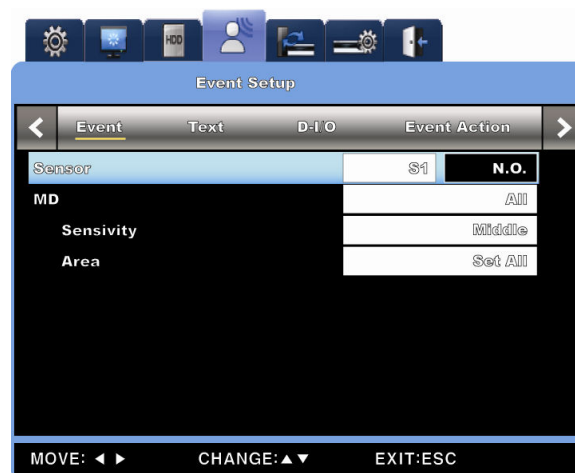 HDD
Event Setup
Event Text D-I/O Event Action
Sensor S1 N.O.
MD All
Sensivity Middle
Area Set All
MOVE: ◀ ▶ CHANGE:▲▼ EXIT:ESC